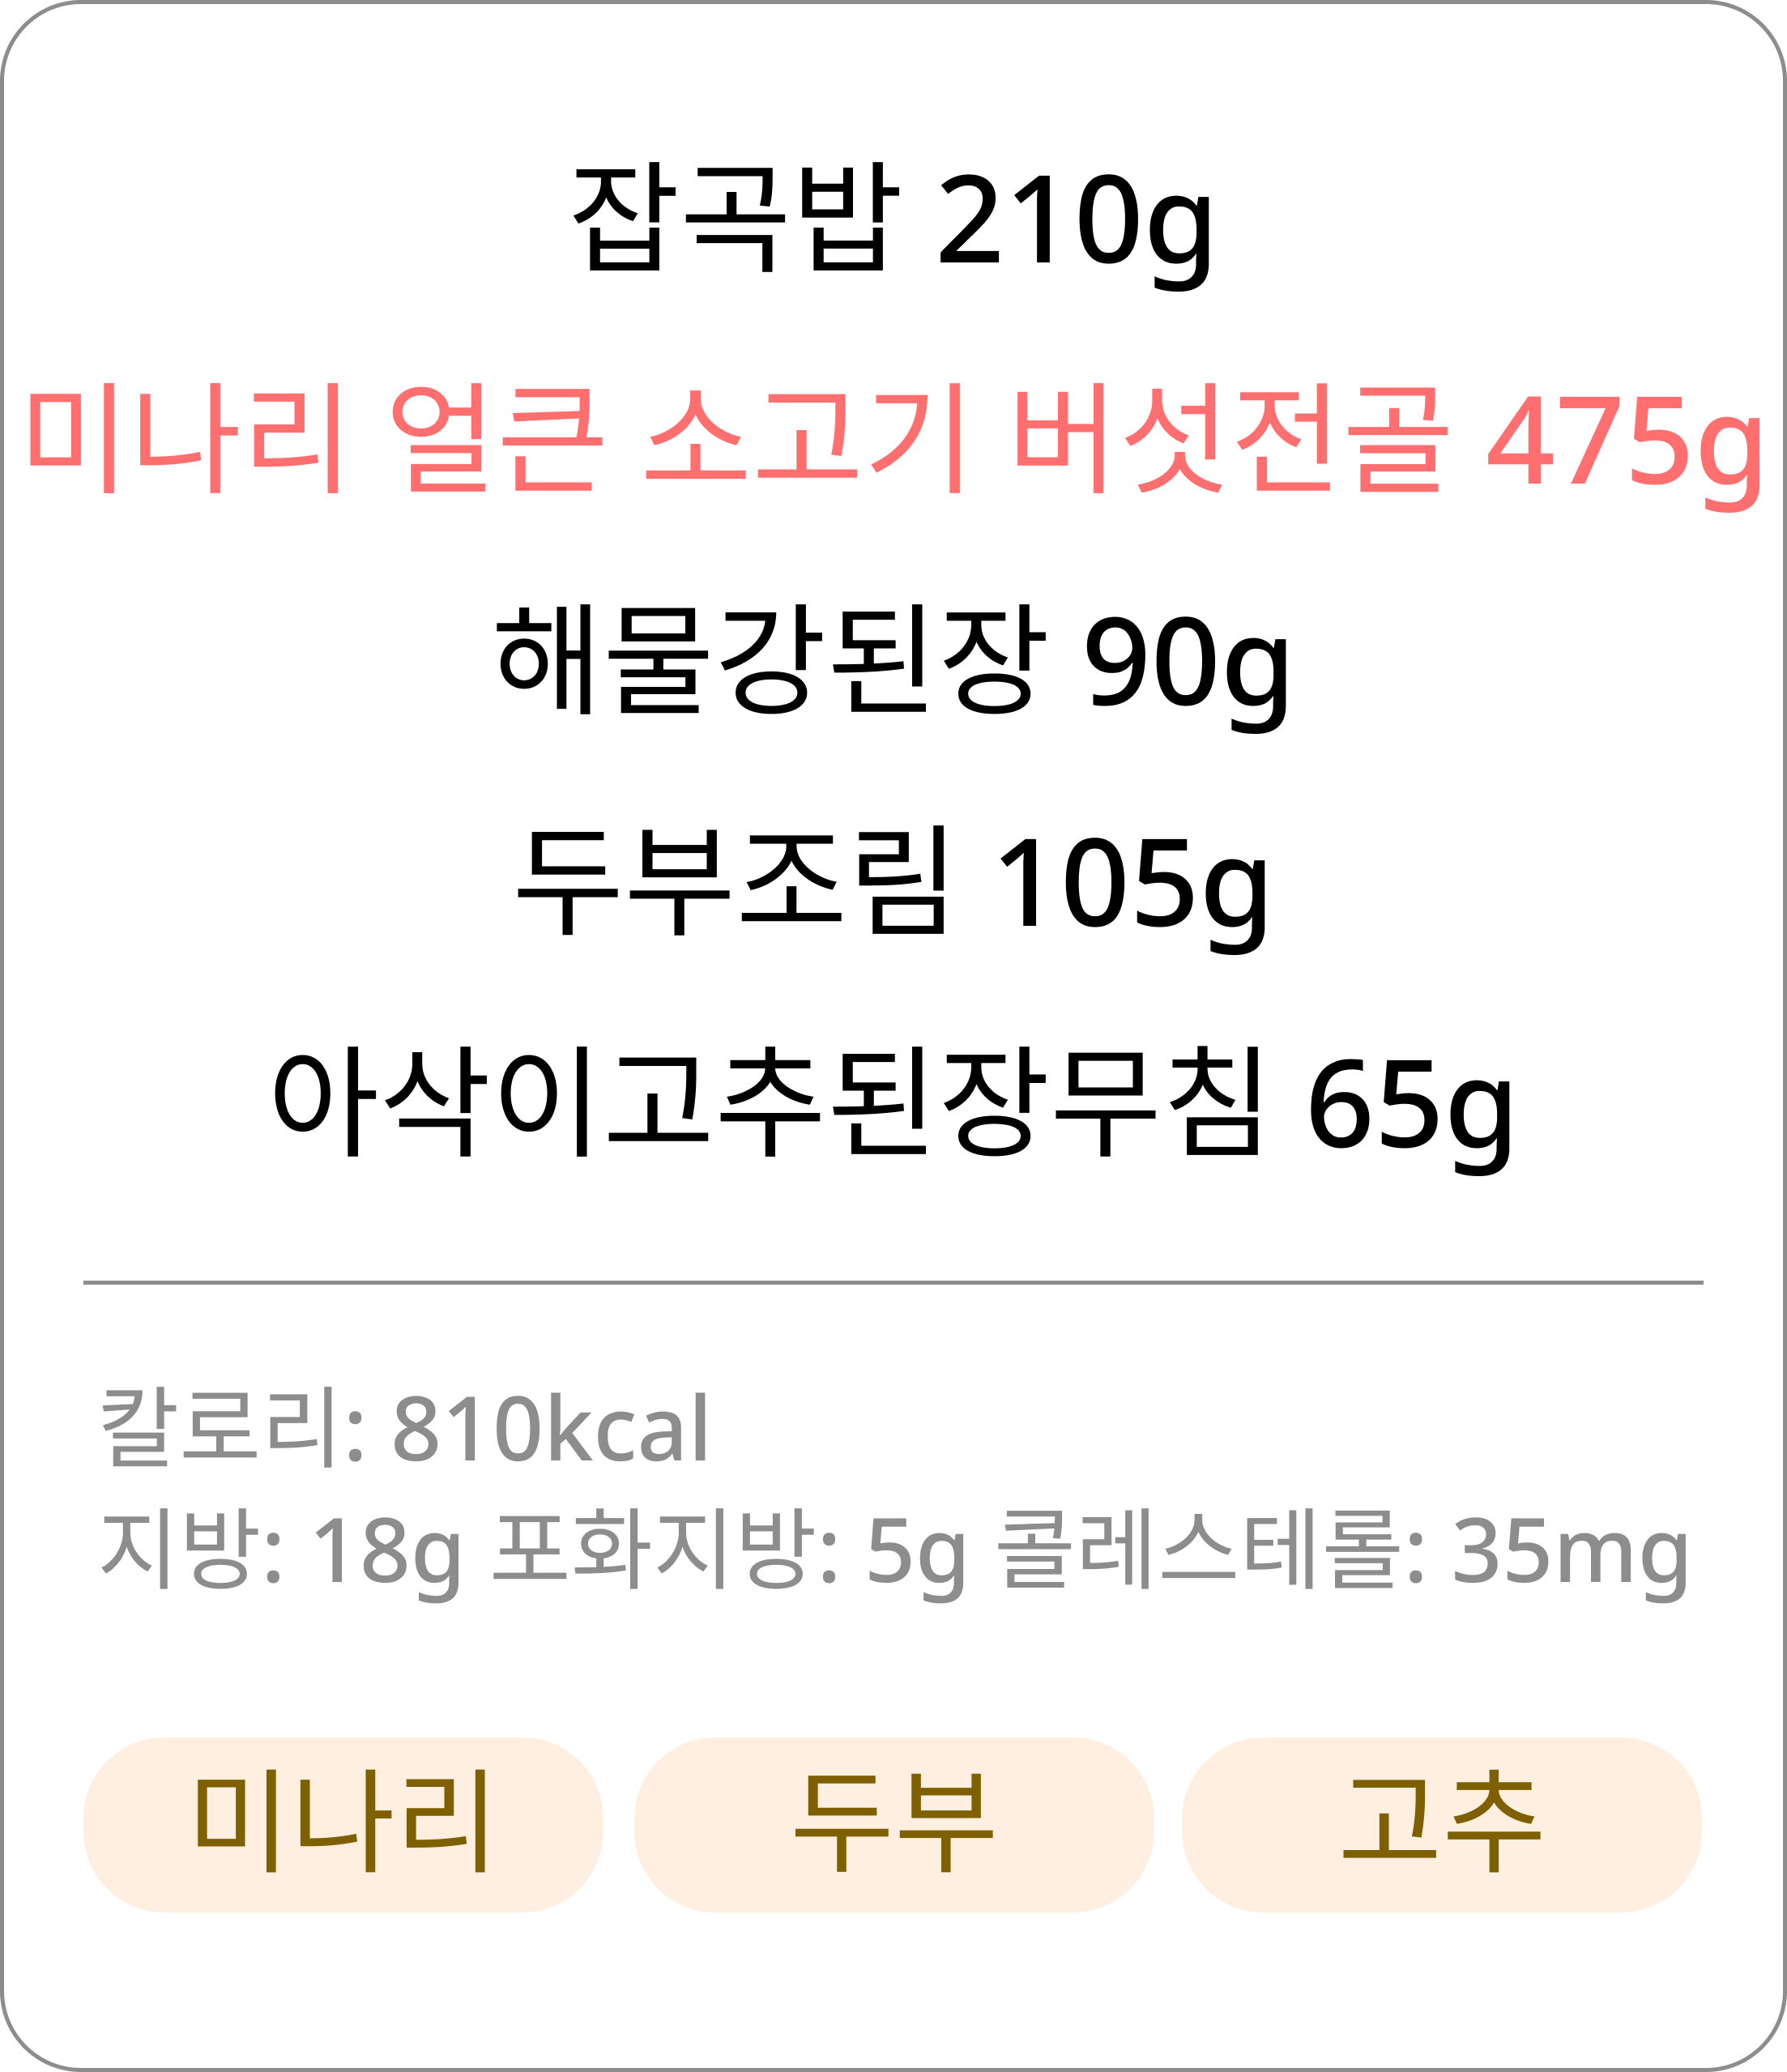 잡곡밥 210g
미나리 얼큰 소고기 버섯전골 475g
해물강된장 90g
두부조림 105g
아삭이고추된장무침 65g
칼로리: 810kcal
지방: 18g 포화지방: 5g 콜레스테롤: 35mg
미나리 두부 고추